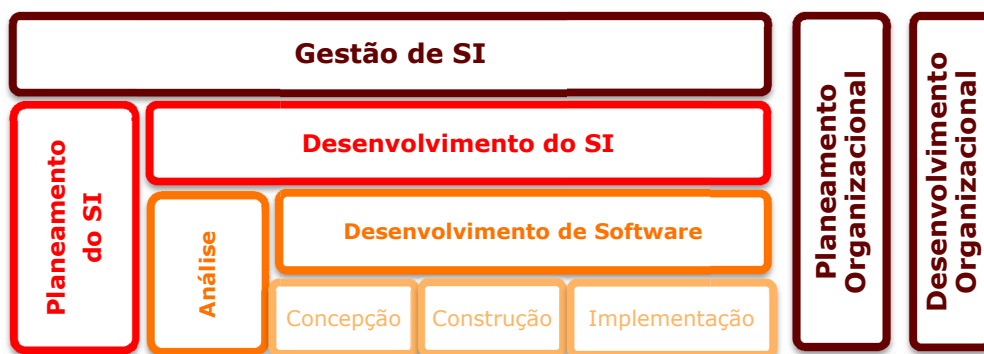 Gestão de SI
Planeamento
do SI
Desenvolvimento do SI
Análise
Desenvolvimento de Software
Concepção
Construção
Implementação
Planeamento
Organizacional
Desenvolvimento
Organizacional